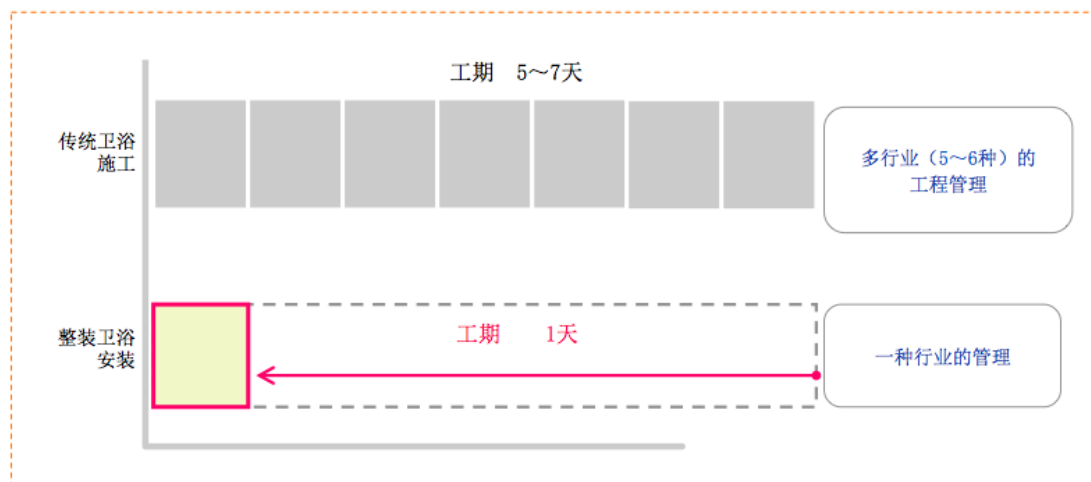 工期 5～7天
传统卫浴
施工
多行业（5～6种）的
工程管理
整装卫浴
安装
工期 1天
一种行业的管理